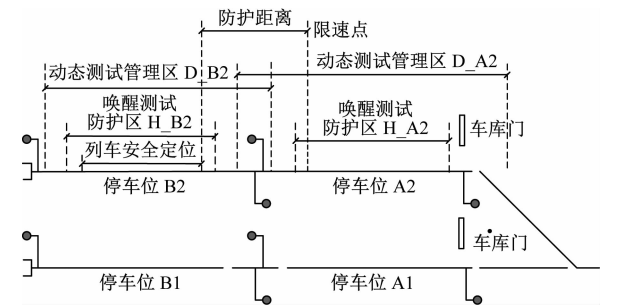 防护距离
限速点
动态测试管理区 D_B2
动态测试管理区 D_A2
唤醒测试
防护区 H_B2
唤醒测试
防护区 H_A2
车库门
列车安全定位
停车位 B2
停车位 A2
车库门
停车位 B1
停车位 A1